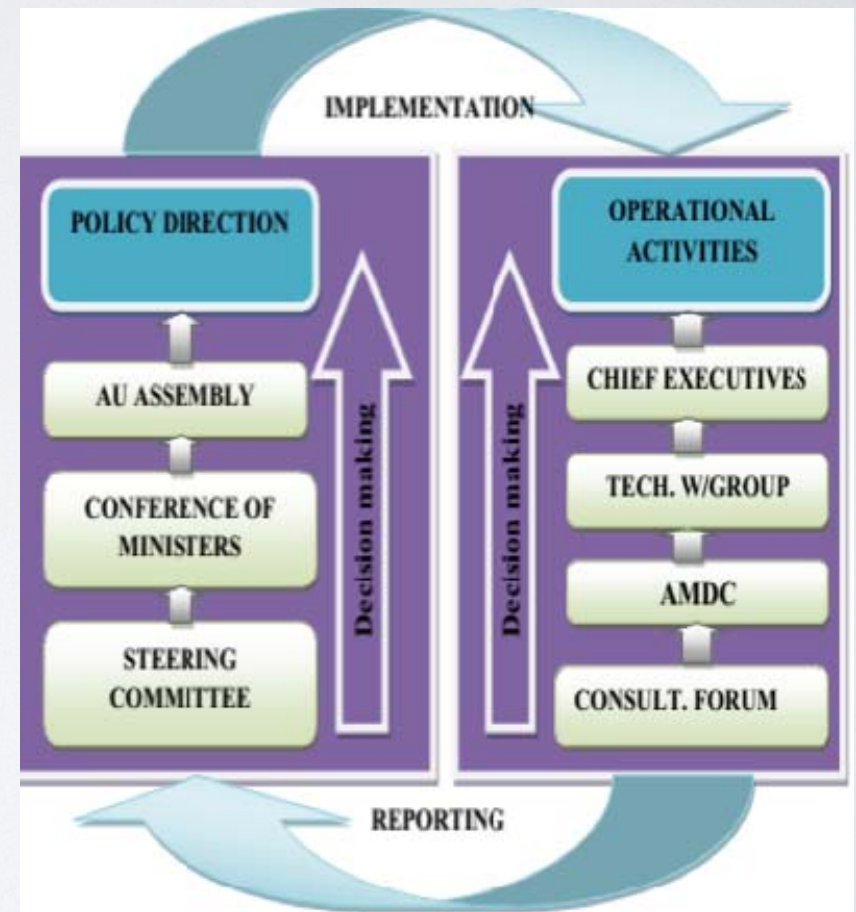 IMPLEMENTATION
POLICY DIRECTION
AU ASSEMBLY
CONFERENCE OF
MINISTERS
STEERING
COMMITTEE
Decision making
OPERATIONAL
ACTIVITIES
CHIEF EXECUTIVES
TECH. W/GROUP
AMDC
CONSULT. FORUM
Decision making
REPORTING